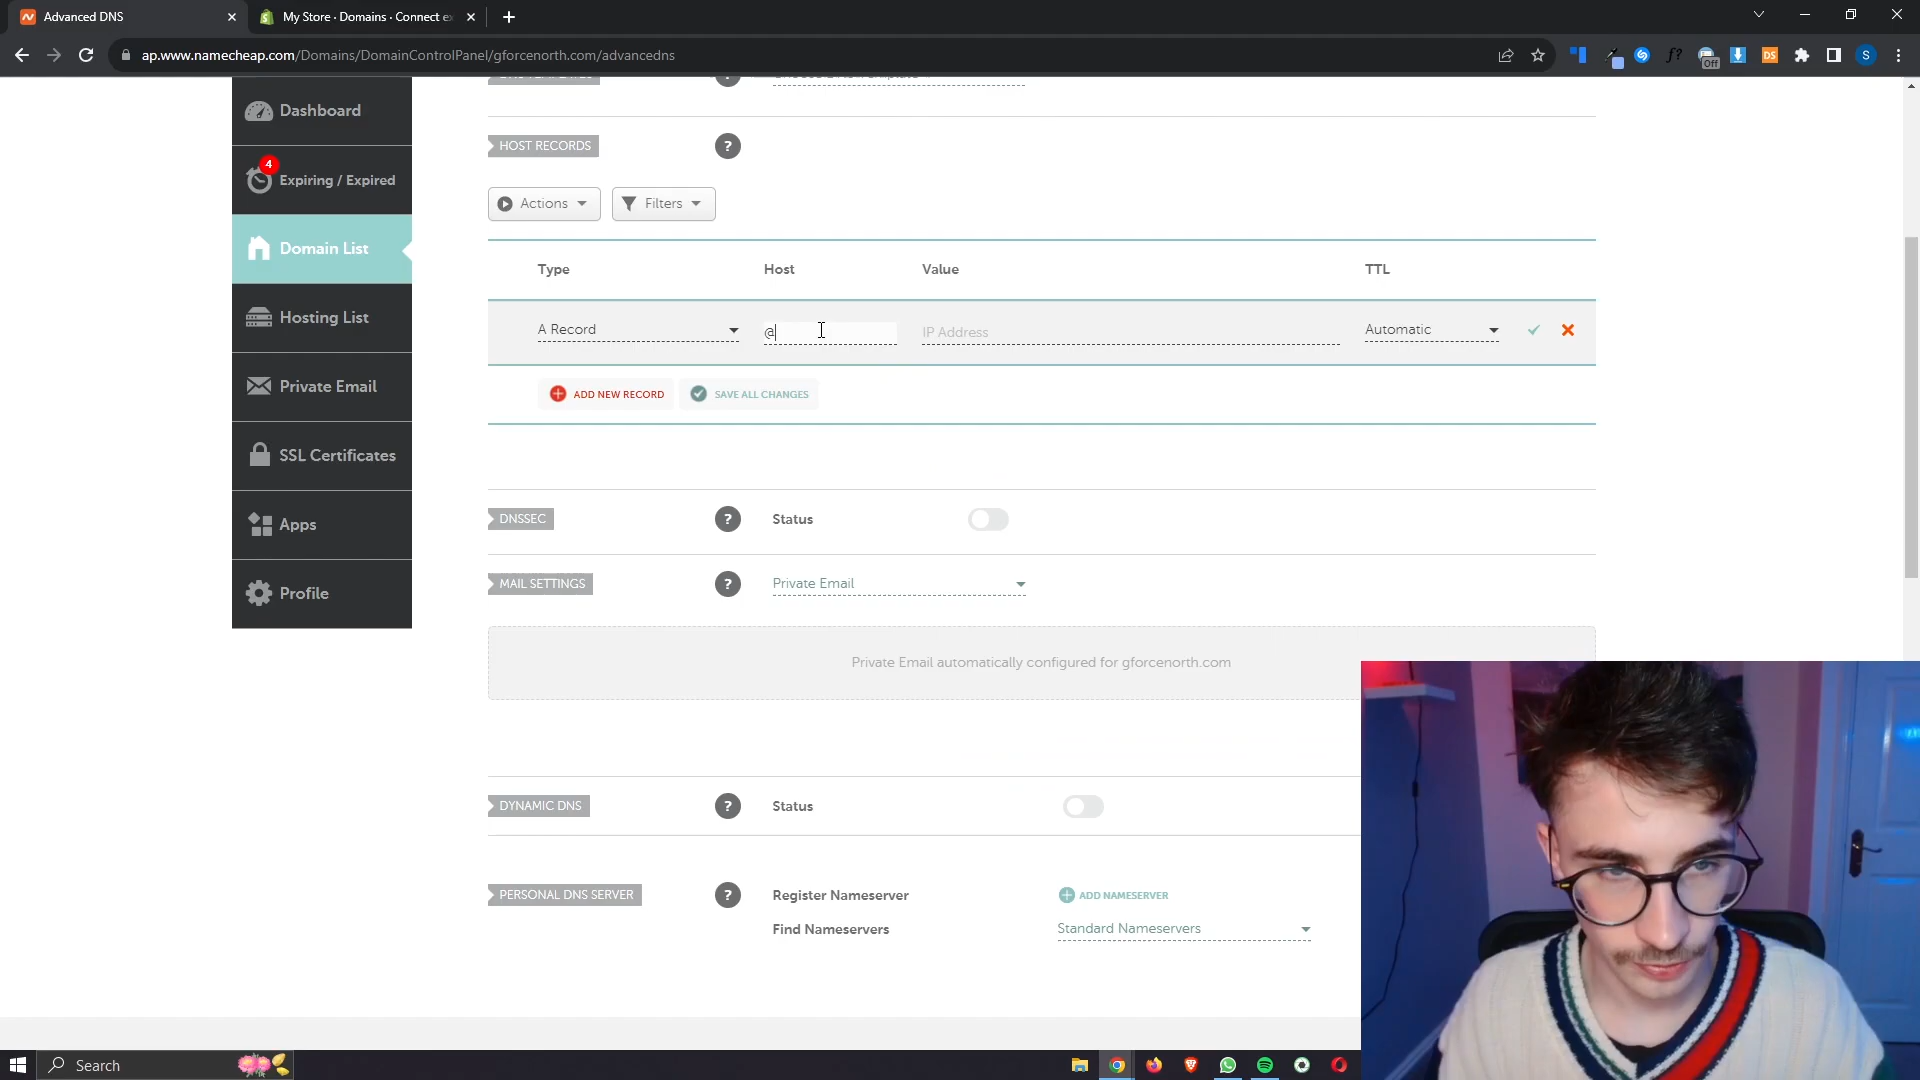 Advanced DNS
My Store · Domains · Connect ex
ap.www.namecheap.com/Domains/DomainControlPanel/gforcenorth.com/advancedns
f?
Off
DS
S
Dashboard
4
Expiring / Expired
Domain List
Hosting List
Private Email
SSL Certificates
Apps
Profile
HOST RECORDS
?
Actions
Filters
Type
Host
Value
TTL
A Record
@
IP Address
Automatic
ADD NEW RECORD
SAVE ALL CHANGES
DNSSEC
?
Status
MAIL SETTINGS
?
Private Email
Private Email automatically configured for gforcenorth.com
DYNAMIC DNS
?
Status
PERSONAL DNS SERVER
?
Register Nameserver
ADD NAMESERVER
Find Nameservers
Standard Nameservers
Search